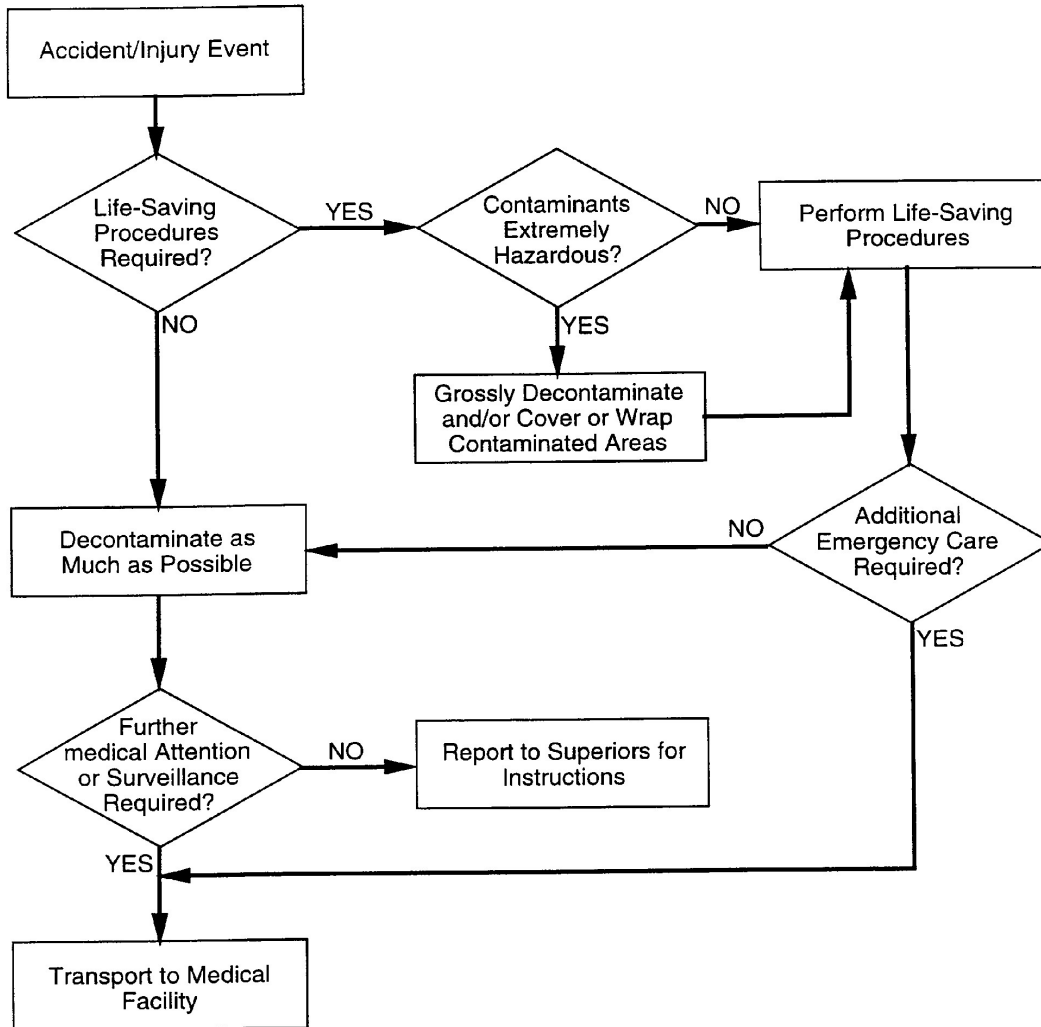 Accident/Injury Event
Life-Saving
Procedures
Required?
YES
Contaminants
Extremely
Hazardous?
NO
Perform Life-Saving
Procedures
NO
YES
Grossly Decontaminate
and/or Cover or Wrap
Contaminated Areas
Decontaminate as
Much as Possible
NO
Additional
Emergency Care
Required?
YES
Further
medical Attention
or Surveillance
Required?
NO
Report to Superiors for
Instructions
YES
Transport to Medical
Facility